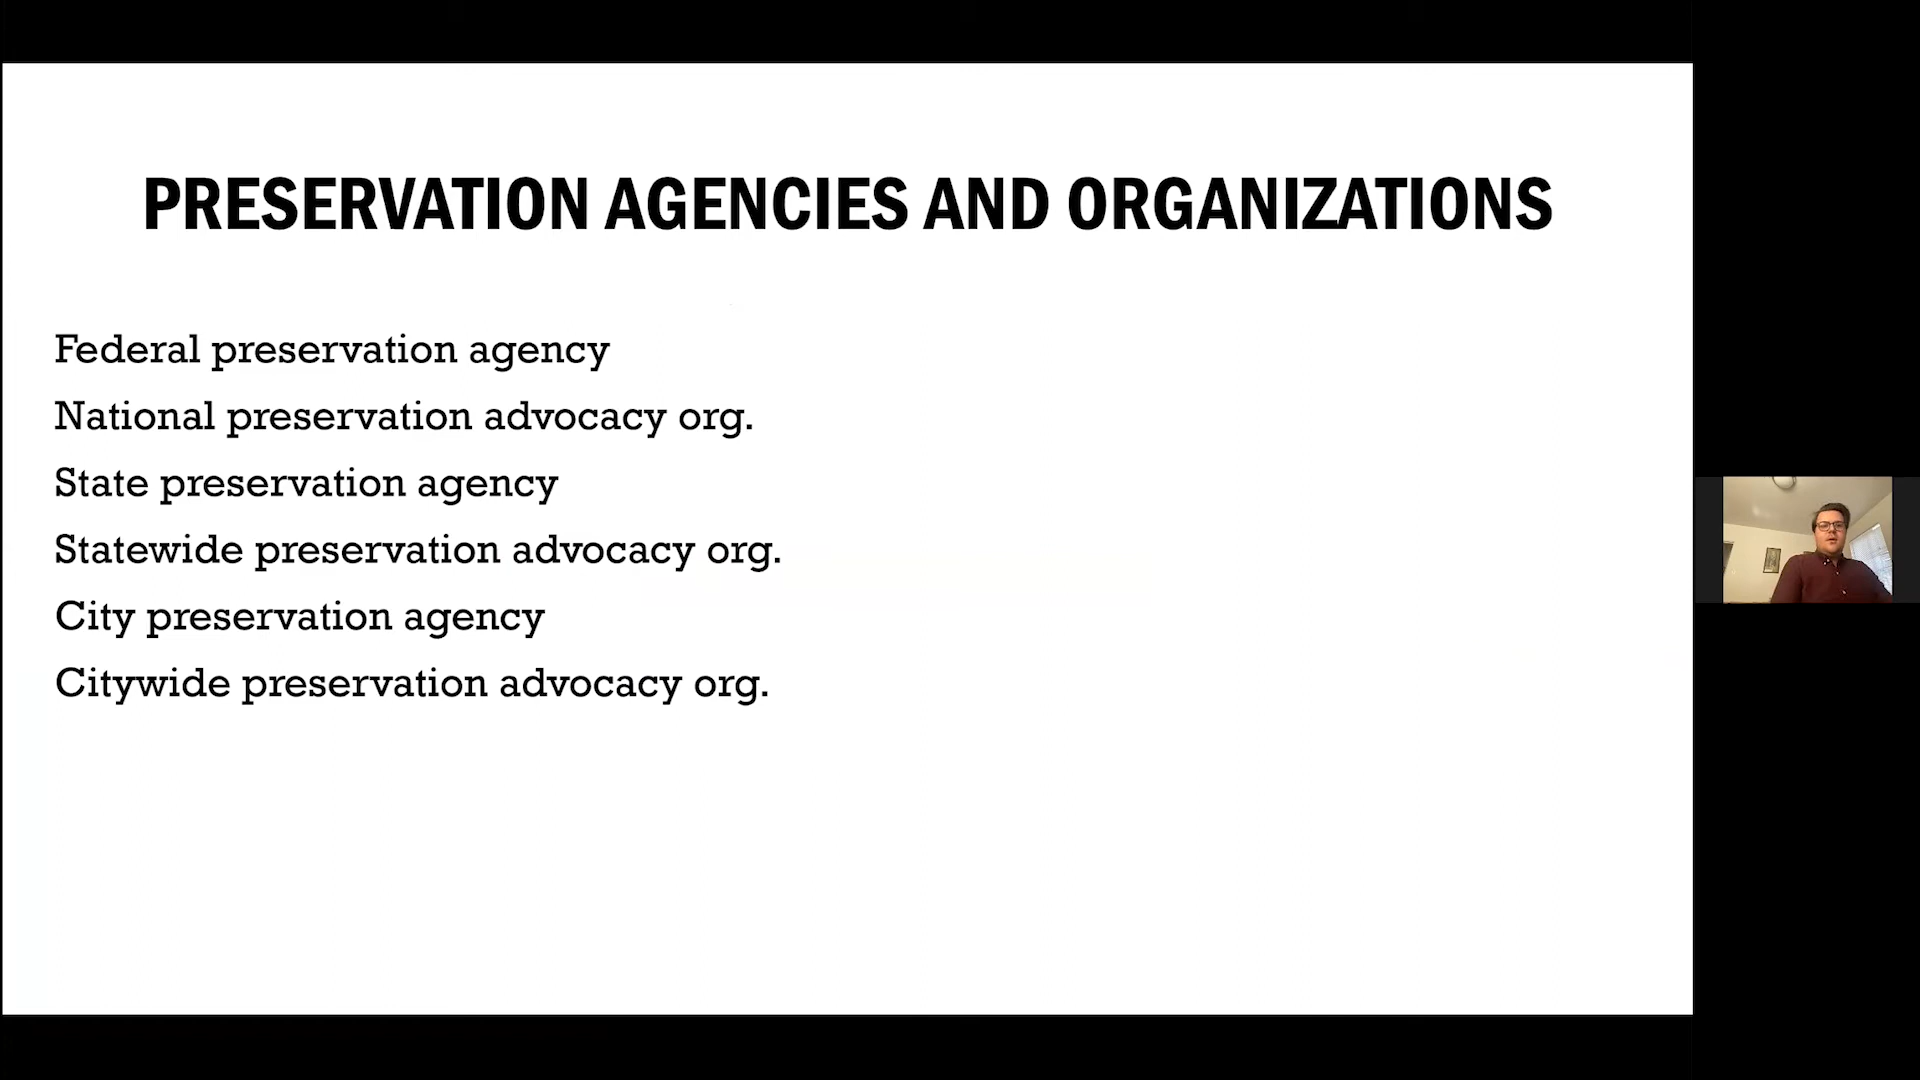 PRESERVATION AGENCIES AND ORGANIZATIONS
Federal preservation agency
National preservation advocacy org.
State preservation agency
Statewide preservation advocacy org.
City preservation agency
Citywide preservation advocacy org.